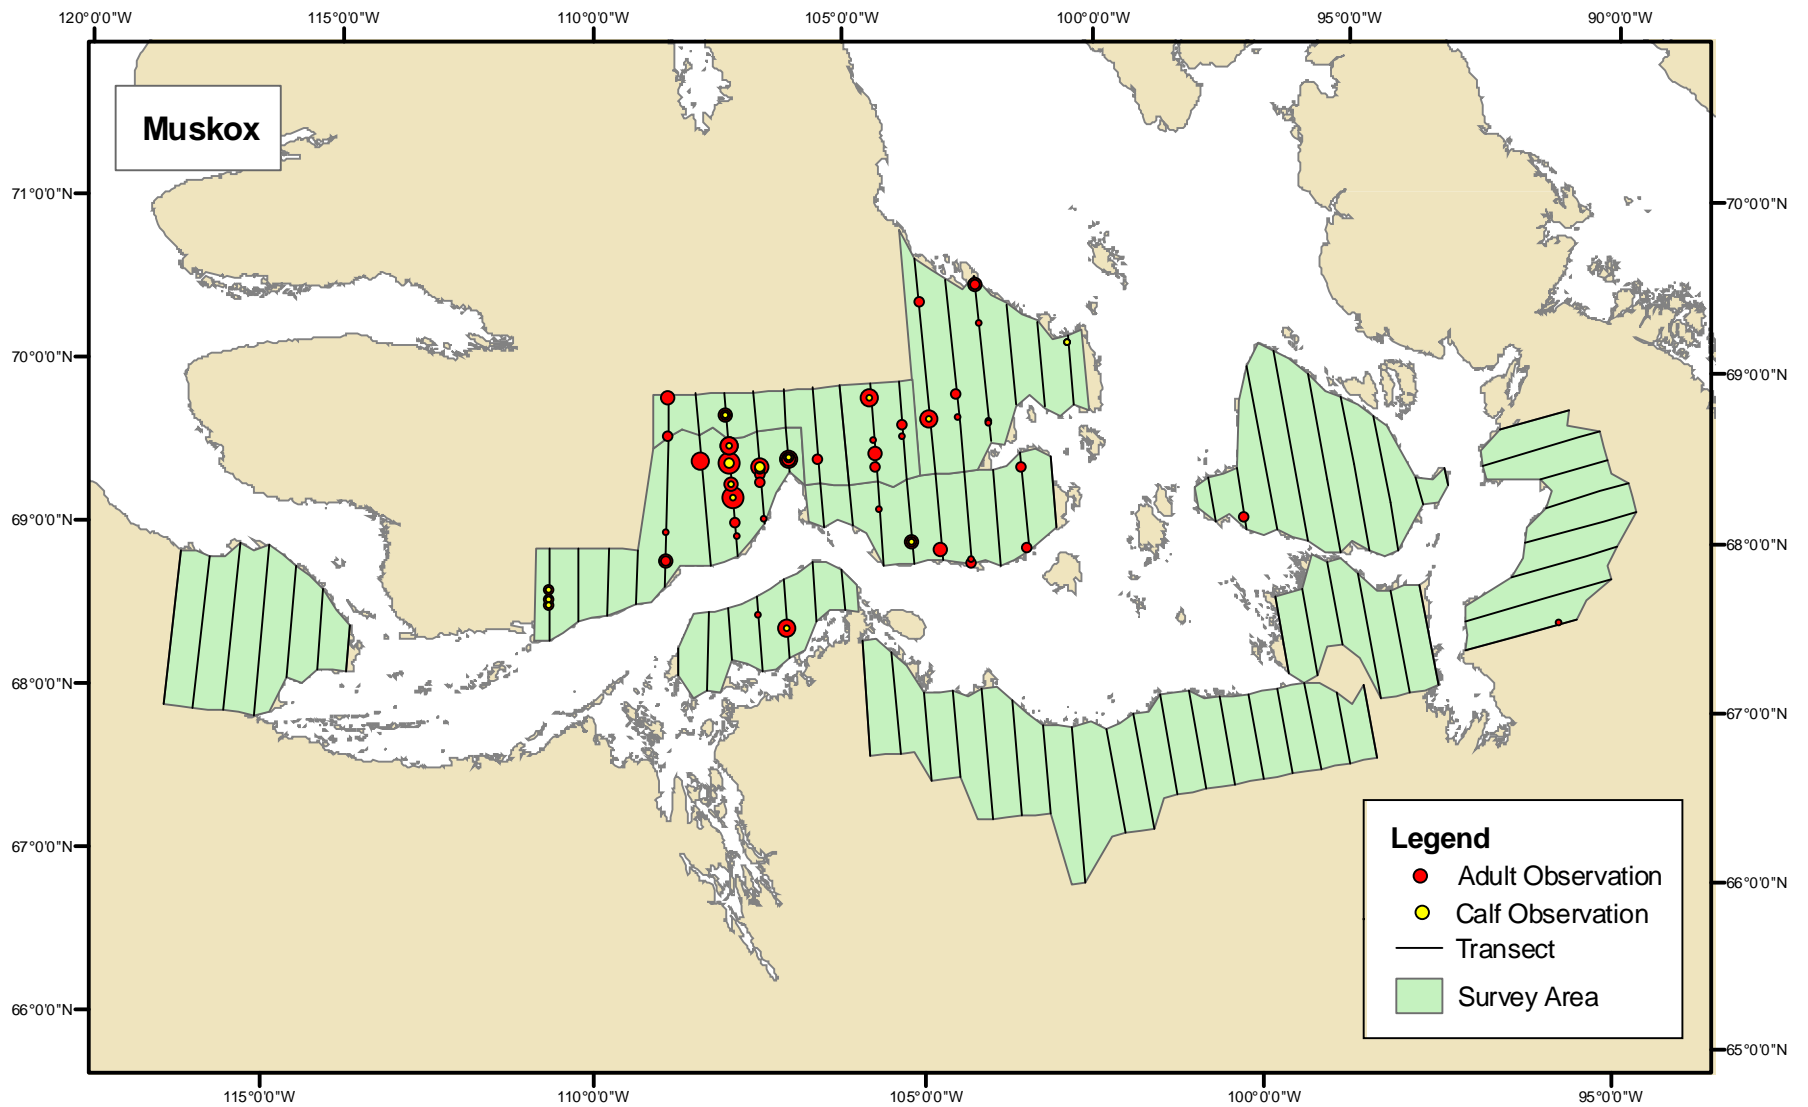 120°0'0"W 115°0'0"W 110°0'0"W 105°0'0"W 100°0'0"W 95°0'0"W 90°0'0"W
Muskox
71°0'0"N
70°0'0"N
70°0'0"N
69°0'0"N
69°0'0"N
68°0'0"N
68°0'0"N
67°0'0"N
67°0'0"N
66°0'0"N
66°0'0"N
65°0'0"N
Legend
Adult Observation
Calf Observation
Transect
Survey Area
115°0'0"W 110°0'0"W 105°0'0"W 100°0'0"W 95°0'0"W